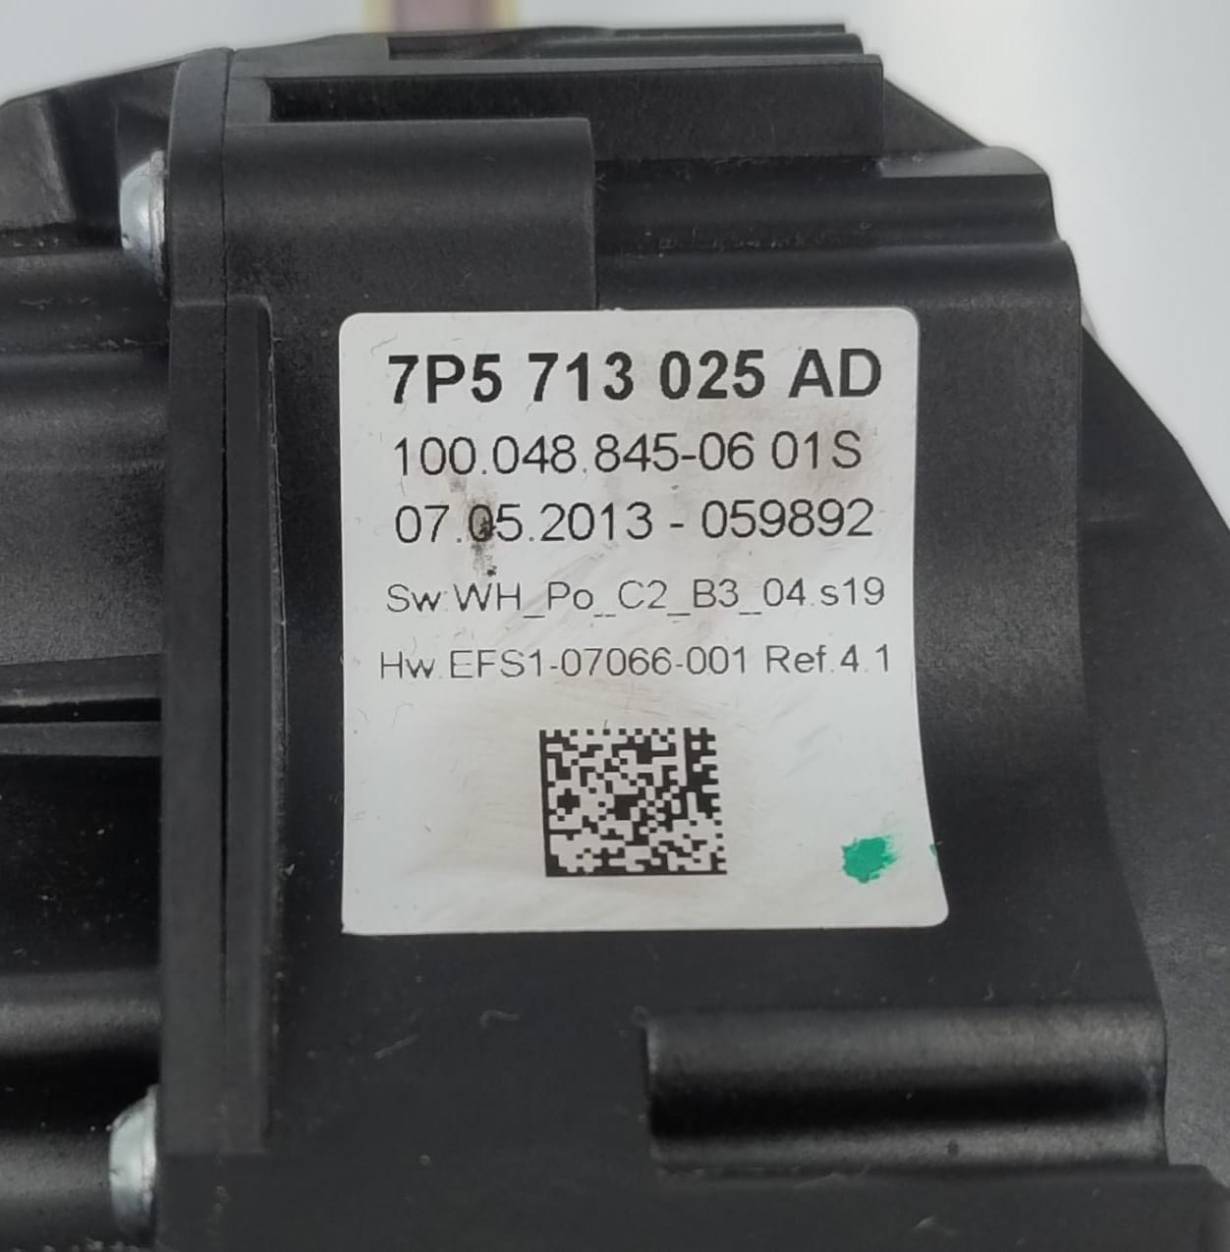 7P5 713 025 AD
100.048.845-06 01S
07.05.2013 - 059892
Sw:WH_Po_C2_B3_04.s19
Hw.EFS1-07066-001 Ref.4.1